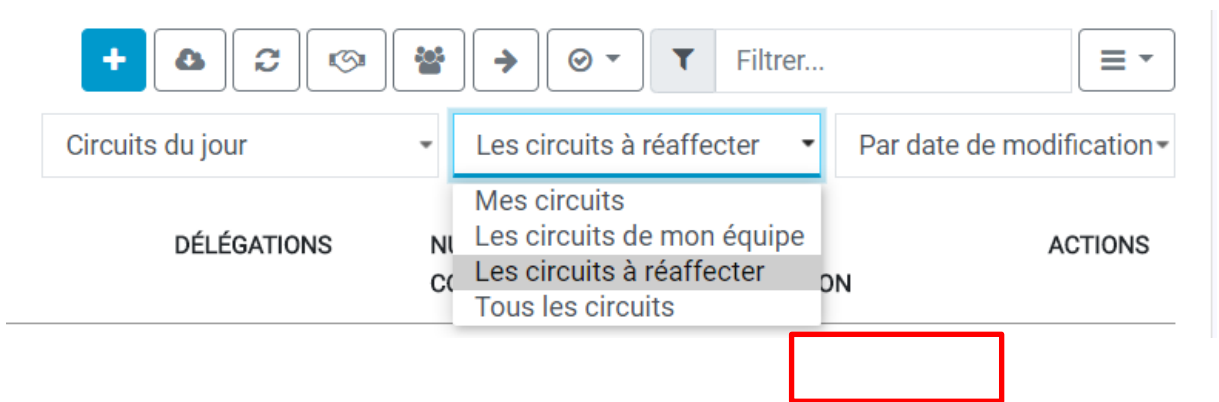 Filtrer...
Circuits du jour Les circuits à réaffecter Par date de modification
Mes circuits
Les circuits de mon équipe
DÉLÉGATIONS ACTIONS
Les circuits à réaffecter
Tous les circuits